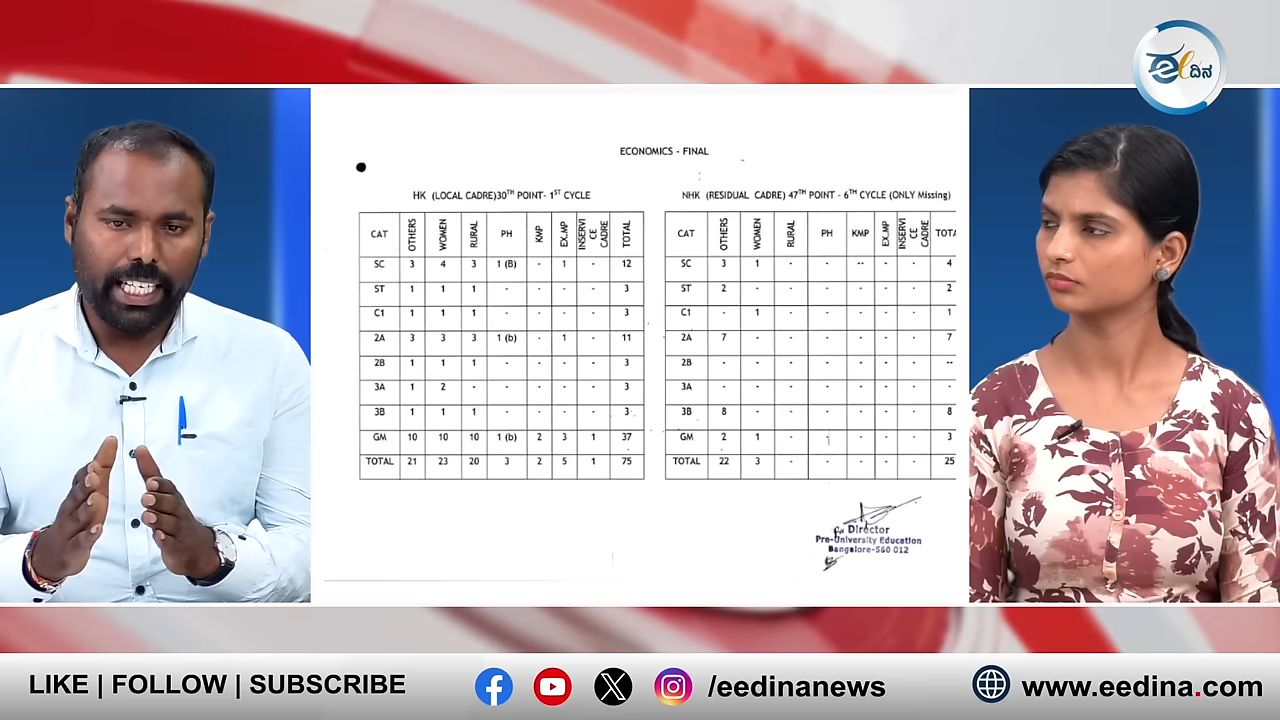 ಈದಿನ
ECONOMICS - FINAL
HK (LOCAL CADRE)30TH POINT- 1ST CYCLE
CAT OTHERS WOMEN RURAL PH KMP EX.MP INSERVI CE CADRE TOTAL
SC 3 4 3 1 (B) - 1 - 12
ST 1 1 1 - - - - 3
C1 1 1 1 - - - - 3
2A 3 3 3 1 (b) - 1 - 11
2B 1 1 1 - - - - 3
3A 1 2 - - - - - 3
3B 1 1 1 - - - - 3
GM 10 10 10 1 (b) 2 3 1 37
TOTAL 21 23 20 3 2 5 1 75
NHK (RESIDUAL CADRE) 47TH POINT - 6TH CYCLE (ONLY Missing)
CAT OTHERS WOMEN RURAL PH KMP EX.MP INSERVI CE CADRE TOTA
SC 3 1 - - -- - - 4
ST 2 - - - - - - 2
C1 - 1 - - - - - 1
2A 7 - - - - - - 7
2B - - - - - - - --
3A - - - - - - - -
3B 8 - - - - - - 8
GM 2 1 - - - - - 3
TOTAL 22 3 - - - - - 25
Director
Pre-University Education
Bangalore-560 012
LIKE | FOLLOW | SUBSCRIBE
/eedinanews
www.eedina.com